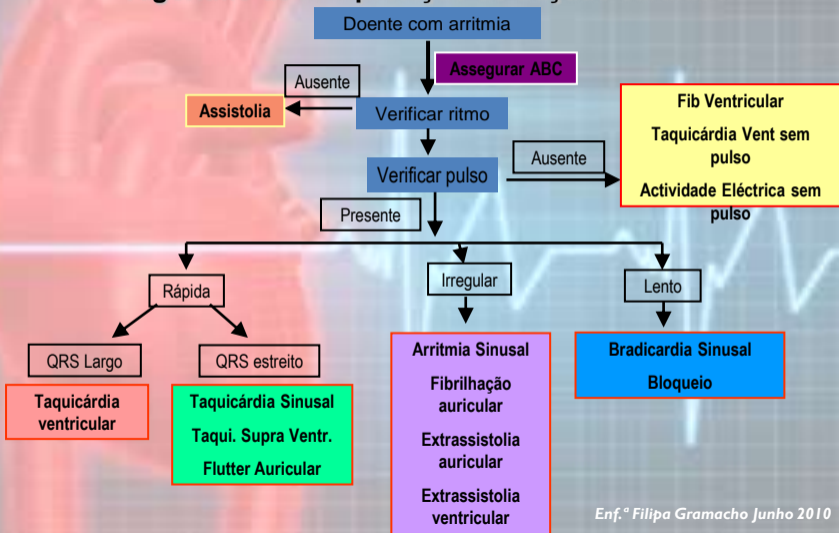 Doente com arritmia
Assegurar ABC
Ausente
Assistolia
Verificar ritmo
Fib Ventricular
Taquicárdia Vent sem
pulso
Actividade Eléctrica sem
pulso
Ausente
Verificar pulso
Presente
Rápida
Irregular
Lento
QRS Largo
QRS estreito
Taquicárdia
ventricular
Taquicárdia Sinusal
Taqui. Supra Ventr.
Flutter Auricular
Arritmia Sinusal
Fibrilhação
auricular
Extrassistolia
auricular
Extrassistolia
ventricular
Bradicardia Sinusal
Bloqueio
Enf.ª Filipa Gramacho Junho 2010